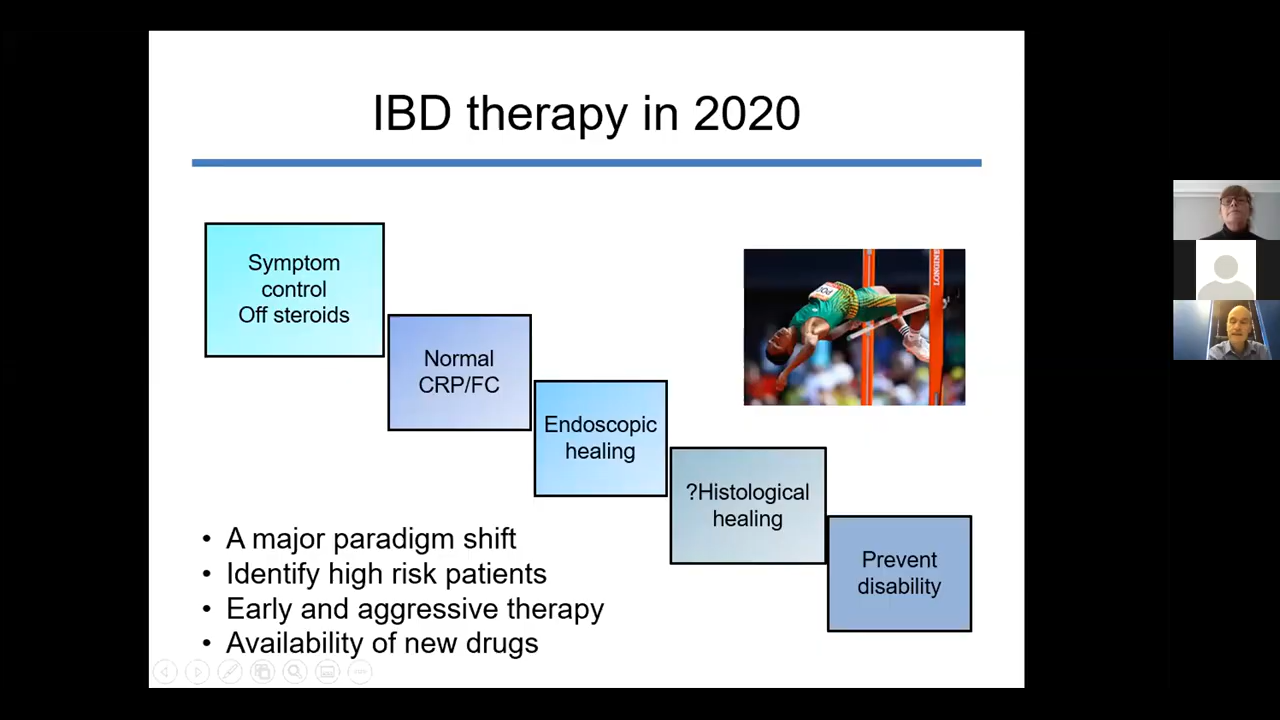 IBD therapy in 2020
Symptom
control
Off steroids
Normal
CRP/FC
Endoscopic
healing
?Histological
healing
Prevent
disability
• A major paradigm shift
• Identify high risk patients
• Early and aggressive therapy
• Availability of new drugs